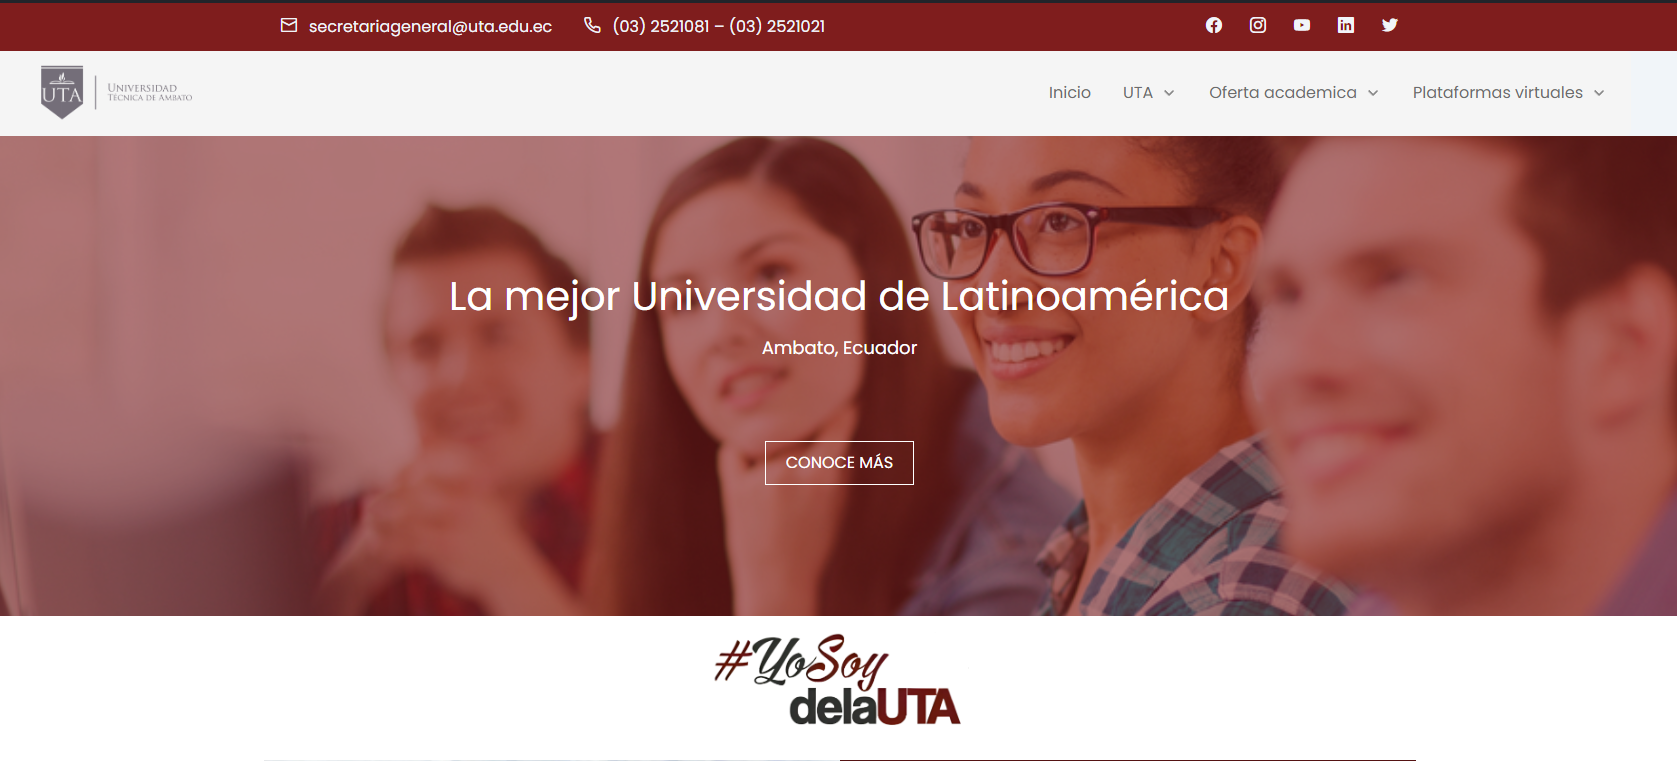 secretariageneral@uta.edu.ec (03) 2521081 – (03) 2521021
UTA
UNIVERSIDAD
TÉCNICA DE AMBATO
Inicio UTA Oferta academica Plataformas virtuales
La mejor Universidad de Latinoamérica
Ambato, Ecuador
CONOCE MÁS
#YoSoy
delaUTA